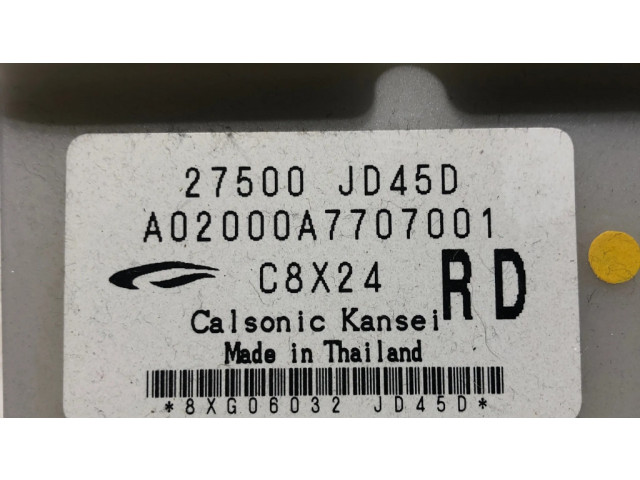 27500 JD45D
A02000A7707001
C8X24 RD
Calsonic Kansei
Made in Thailand
*8XG06032 JD45D*